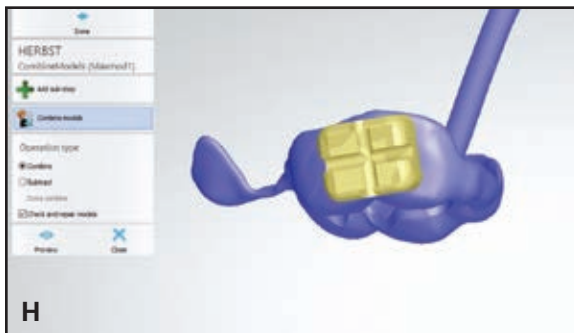 Done
HERBST
CombineModels (Maxmod1)
Add sub-step
Combine models
Operation type
Combine
Subtract
Check and repair models
Preview
Close
H